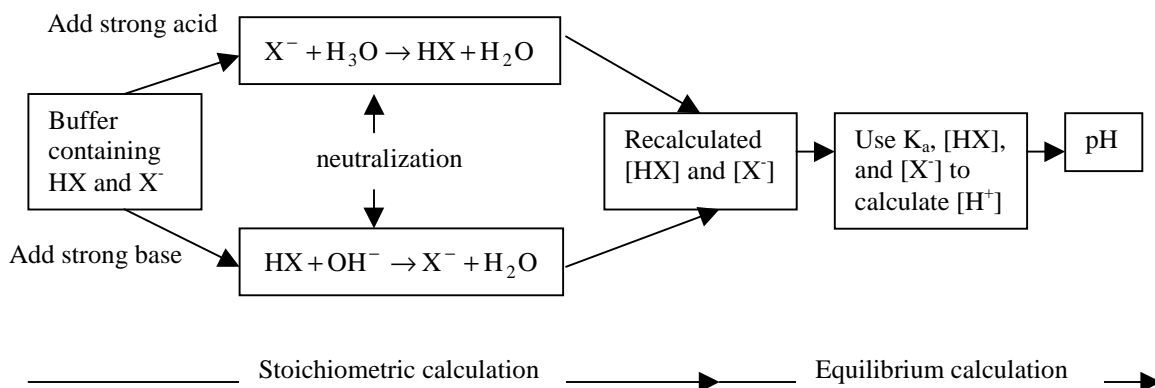 Add strong acid
X⁻ + H₃O → HX + H₂O
Buffer
containing
HX and X⁻
neutralization
Recalculated
[HX] and [X⁻]
Use Kₐ, [HX],
and [X⁻] to
calculate [H⁺]
pH
Add strong base
HX + OH⁻ → X⁻ + H₂O
Stoichiometric calculation
Equilibrium calculation